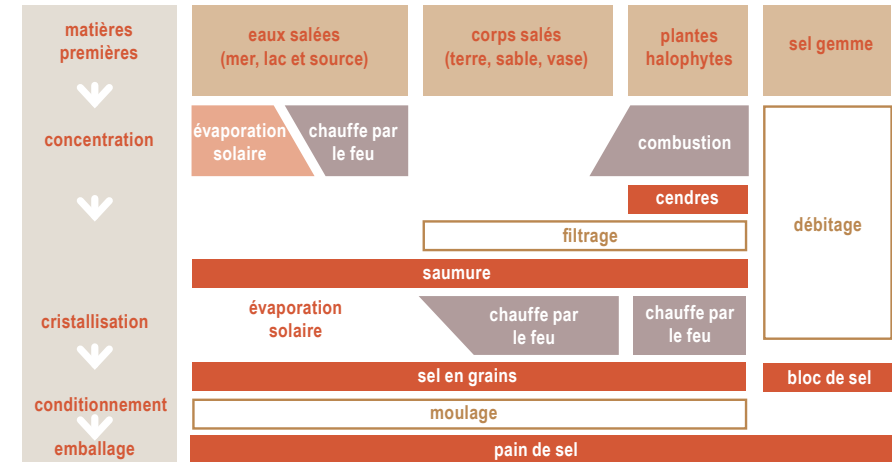 matières
premières
eaux salées
(mer, lac et source)
corps salés
(terre, sable, vase)
plantes
halophytes
sel gemme
concentration
évaporation
solaire
chauffe par
le feu
combustion
cendres
filtrage
débitage
saumure
cristallisation
évaporation
solaire
chauffe par
le feu
chauffe par
le feu
sel en grains
bloc de sel
conditionnement
moulage
emballage
pain de sel